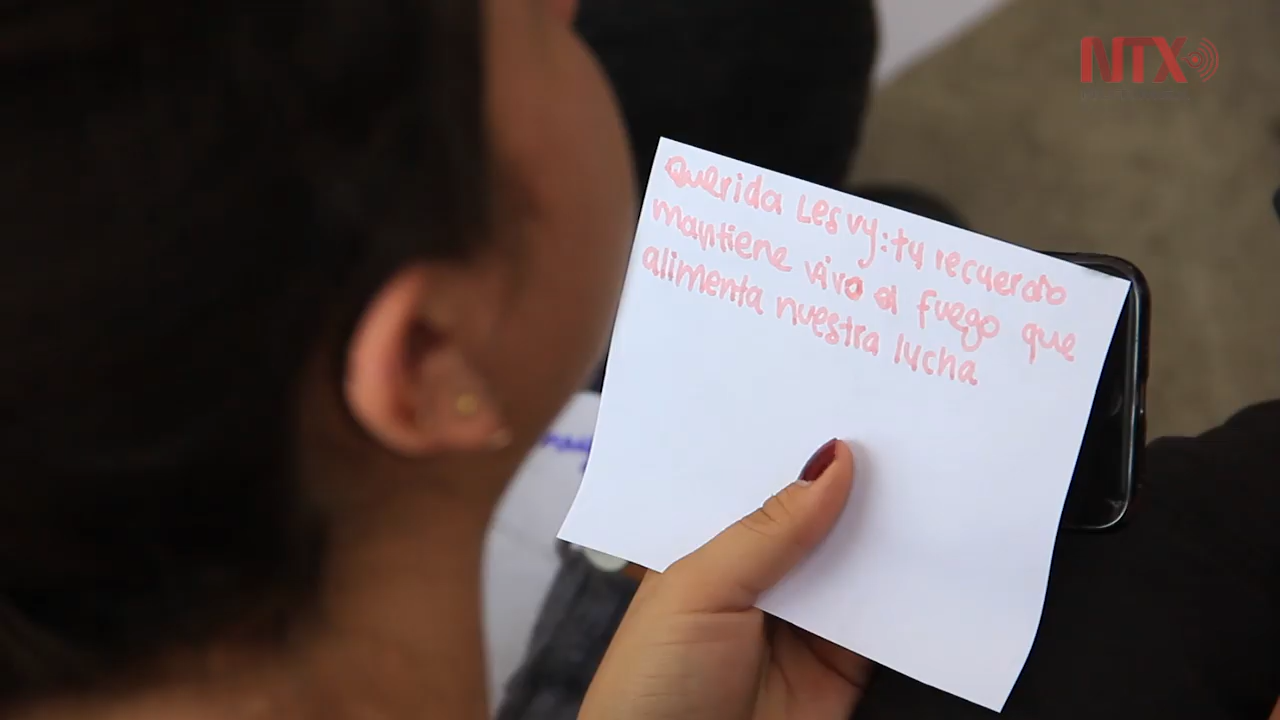 NTX
Querida Lesvy: tu recuerdo
mantiene vivo el fuego que
alimenta nuestra lucha